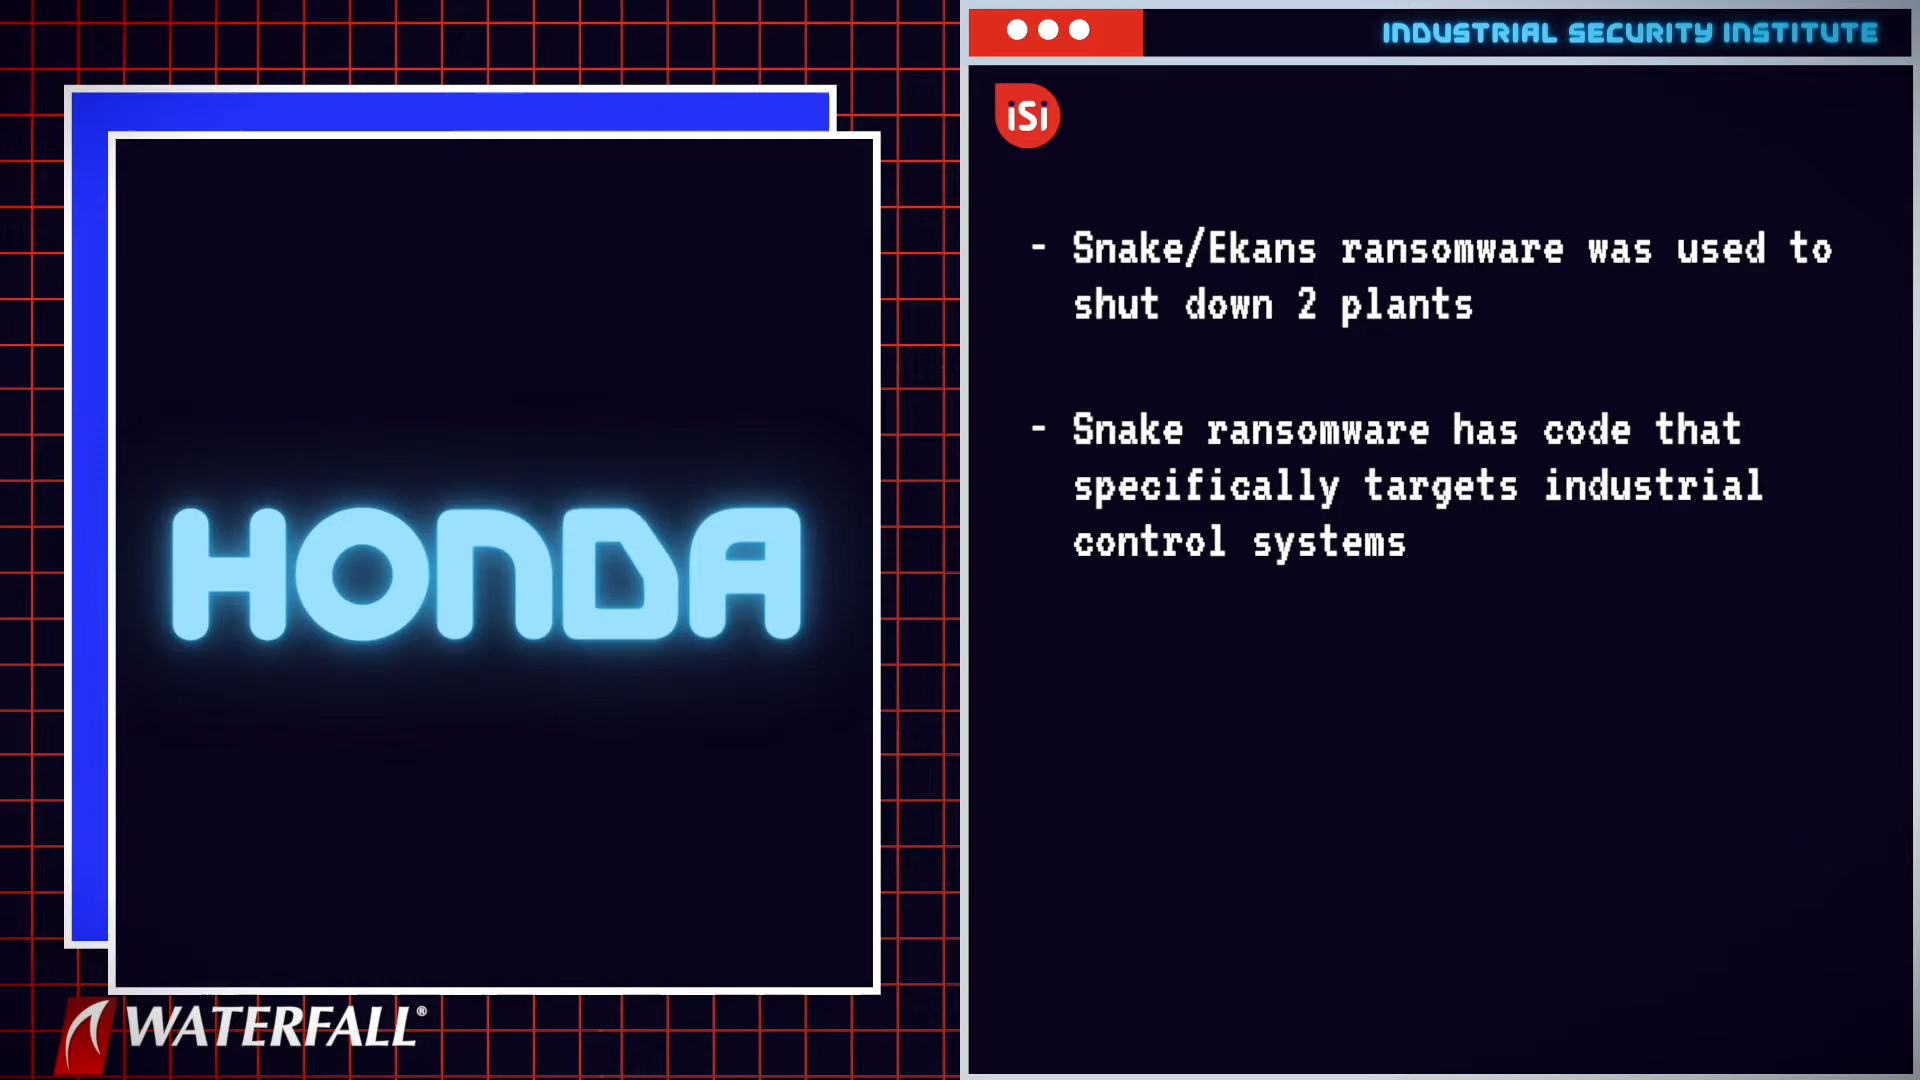 HONDA
WATERFALL®
INDUSTRIAL SECURITY INSTITUTE
iSi
- Snake/Ekans ransomware was used to
shut down 2 plants
- Snake ransomware has code that
specifically targets industrial
control systems